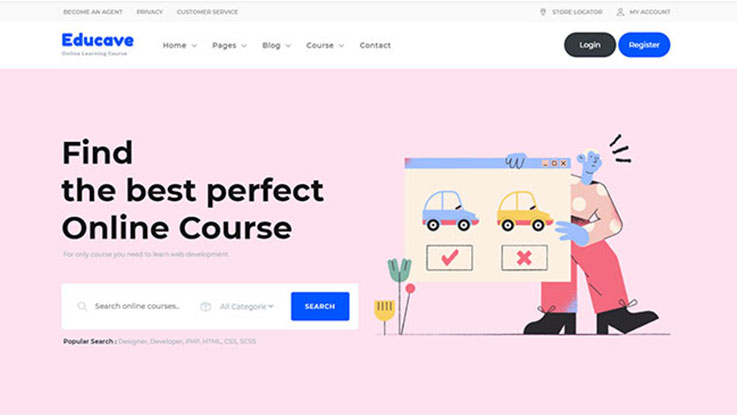 BECOME AN AGENT PRIVACY CUSTOMER SERVICE STORE LOCATOR MY ACCOUNT
Educave
Online Learning Course
Home Pages Blog Course Contact Login Register
Find
the best perfect
Online Course
For only course you need to learn web development
Search online courses.. All Categorie SEARCH
Popular Search : Designer, Developer, PHP, HTML, CSS, SCSS